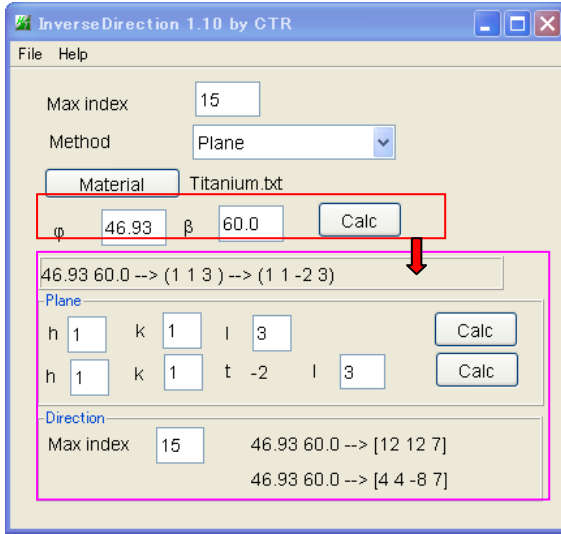 InverseDirection 1.10 by CTR
File Help
Max index 15
Method Plane
Material Titanium.txt
φ 46.93 β 60.0 Calc
46.93 60.0 --> (1 1 3 ) --> (1 1 -2 3)
Plane
h 1 k 1 l 3 Calc
h 1 k 1 t -2 l 3 Calc
Direction
Max index 15 46.93 60.0 --> [12 12 7]
46.93 60.0 --> [4 4 -8 7]